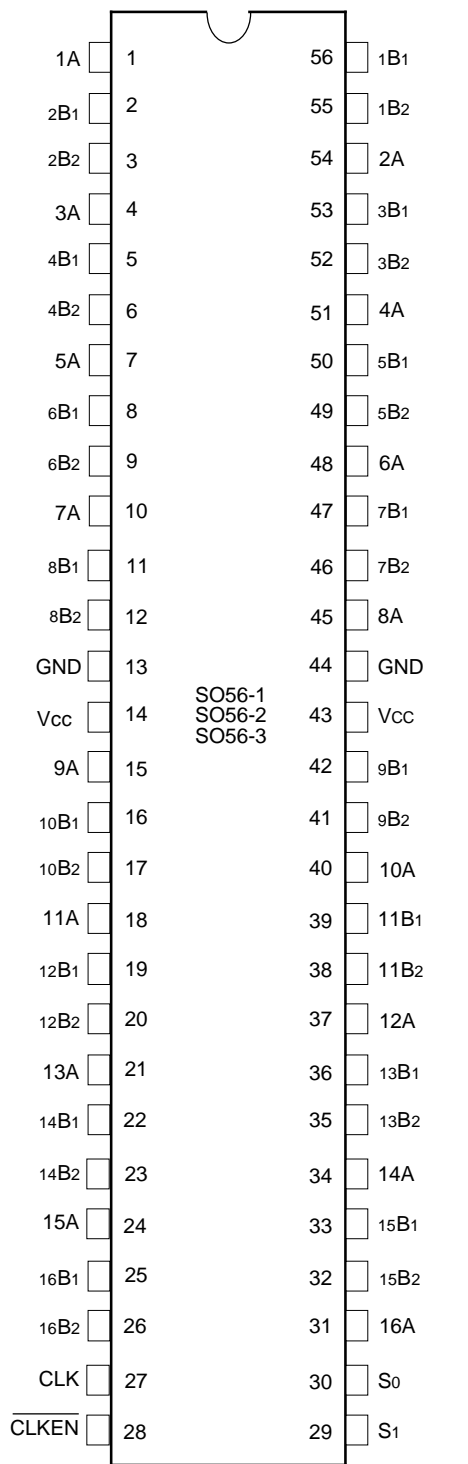 1A 1 56 1B1
2B1 2 55 1B2
2B2 3 54 2A
3A 4 53 3B1
4B1 5 52 3B2
4B2 6 51 4A
5A 7 50 5B1
6B1 8 49 5B2
6B2 9 48 6A
7A 10 47 7B1
8B1 11 46 7B2
8B2 12 45 8A
GND 13 44 GND
SO56-1
Vcc 14 SO56-2 43 VCC
SO56-3
9A 15 42 9B1
10B1 16 41 9B2
10B2 17 40 10A
11A 18 39 11B1
12B1 19 38 11B2
12B2 20 37 12A
13A 21 36 13B1
14B1 22 35 13B2
14B2 23 34 14A
15A 24 33 15B1
16B1 25 32 15B2
16B2 26 31 16A
CLK 27 30 S0
C̅L̅K̅E̅N̅ 28 29 S1